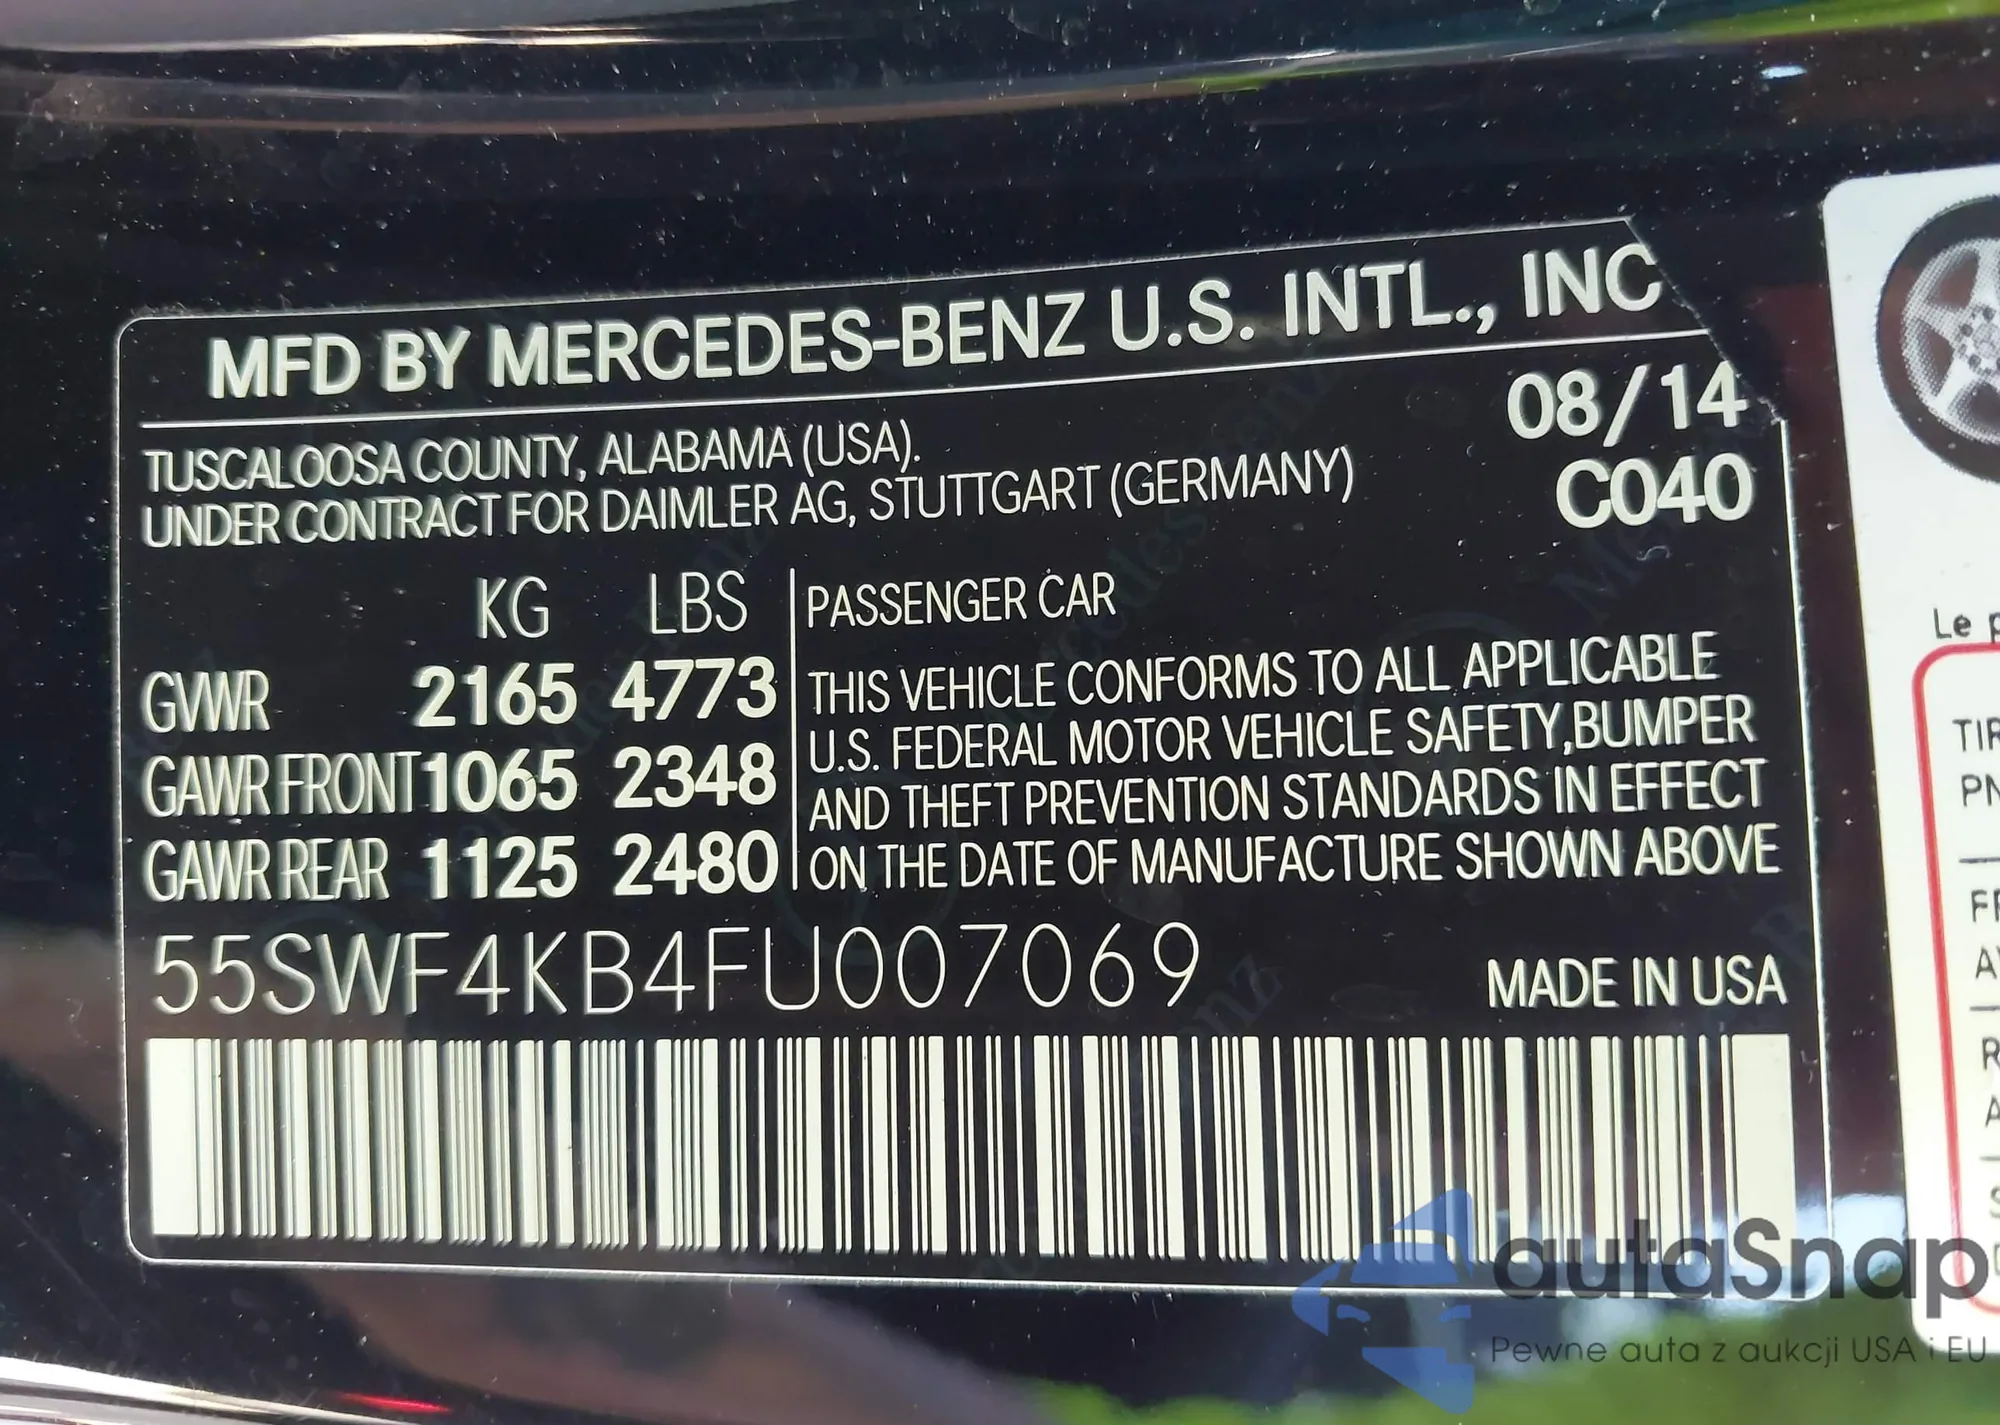 MFD BY MERCEDES-BENZ U.S. INTL., INC
08/14
TUSCALOOSA COUNTY, ALABAMA (USA).
UNDER CONTRACT FOR DAIMLER AG, STUTTGART (GERMANY)
C040
KG LBS
GVWR 2165 4773
GAWR FRONT 1065 2348
GAWR REAR 1125 2480
PASSENGER CAR
THIS VEHICLE CONFORMS TO ALL APPLICABLE
U.S. FEDERAL MOTOR VEHICLE SAFETY,BUMPER
AND THEFT PREVENTION STANDARDS IN EFFECT
ON THE DATE OF MANUFACTURE SHOWN ABOVE
55SWF4KB4FU007069
MADE IN USA
Le
autaSnap
Pewne auta z aukcji USA i EU